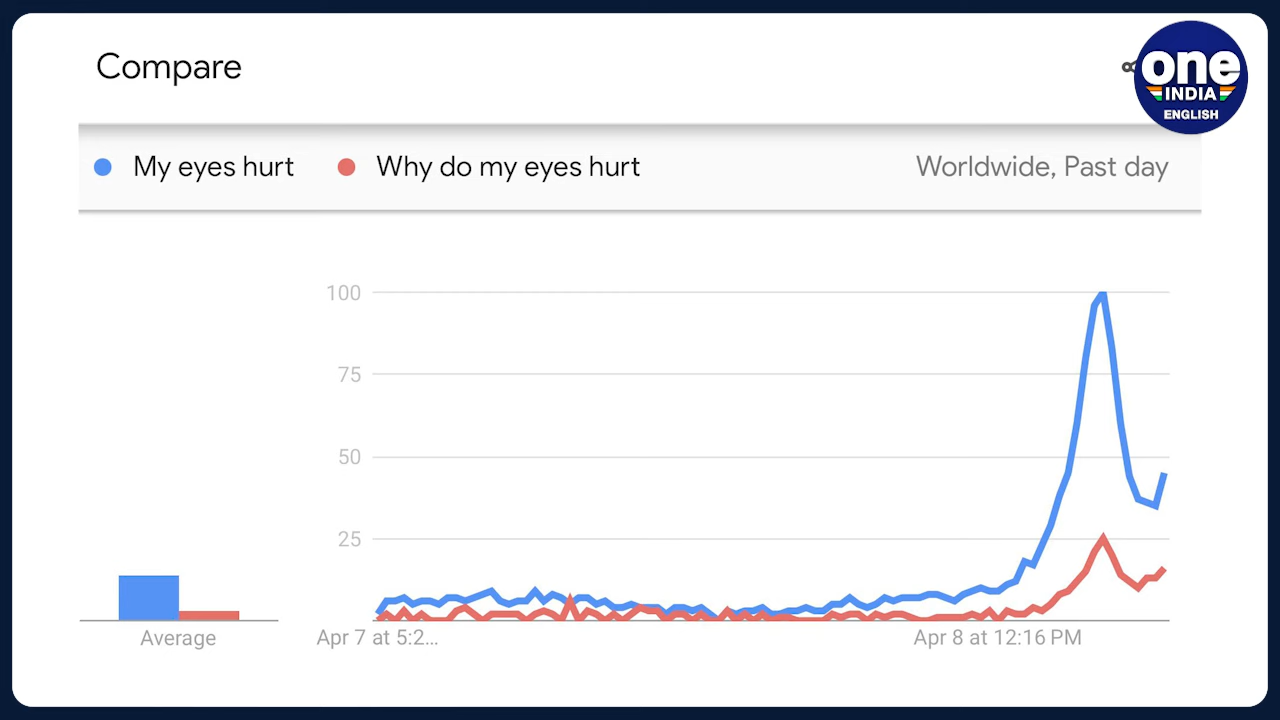 Compare
one
INDIA
ENGLISH
My eyes hurt
Why do my eyes hurt
Worldwide, Past day
100
75
50
25
Average
Apr 7 at 5:2...
Apr 8 at 12:16 PM